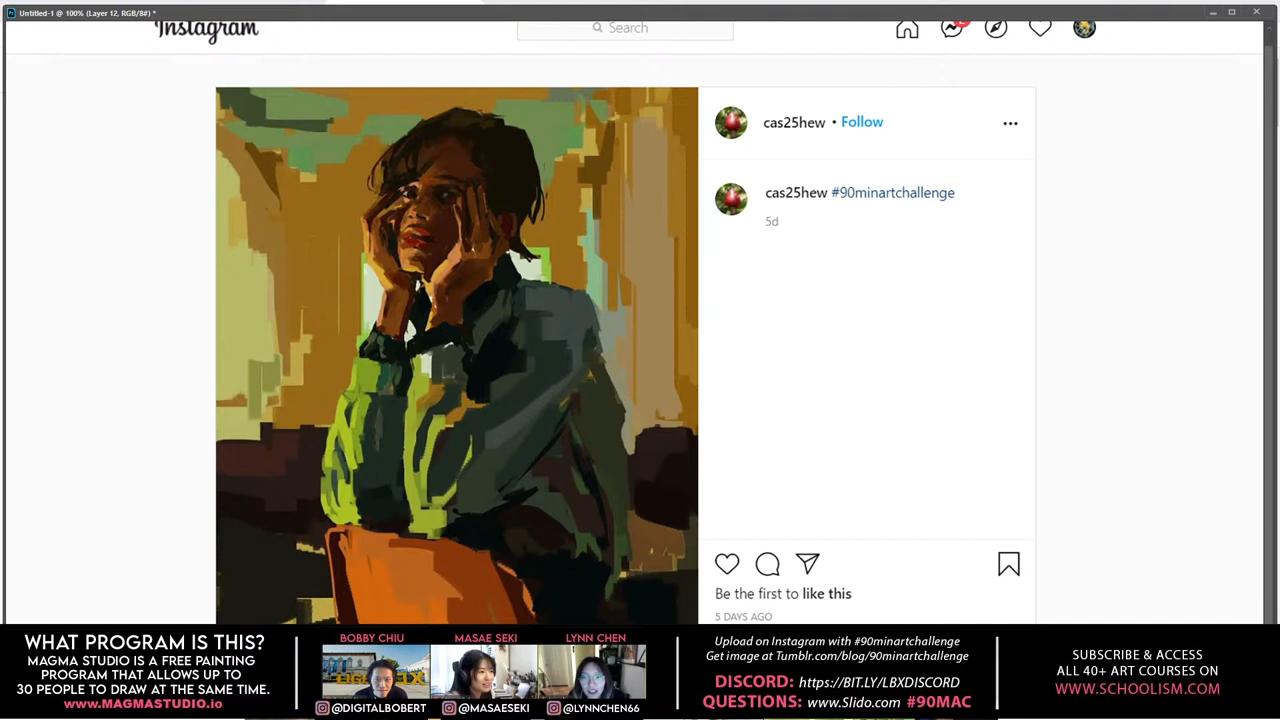 Untitled-1 @ 100% (Layer 12, RGB/8#) *
Instagram
Search
cas25hew • Follow
cas25hew #90minartchallenge
5d
Be the first to like this
5 DAYS AGO
WHAT PROGRAM IS THIS?
MAGMA STUDIO IS A FREE PAINTING
PROGRAM THAT ALLOWS UP TO
30 PEOPLE TO DRAW AT THE SAME TIME.
www.MAGMASTUDIO.io
BOBBY CHIU
MASAE SEKI
LYNN CHEN
@DIGITALBOBERT
@MASAESEKI
@LYNNCHEN66
Upload on Instagram with #90minartchallenge
Get image at Tumblr.com/blog/90minartchallenge
DISCORD: https://BIT.LY/LBXDISCORD
QUESTIONS: www.Slido.com #90MAC
SUBSCRIBE & ACCESS
ALL 40+ ART COURSES ON
WWW.SCHOOLISM.COM